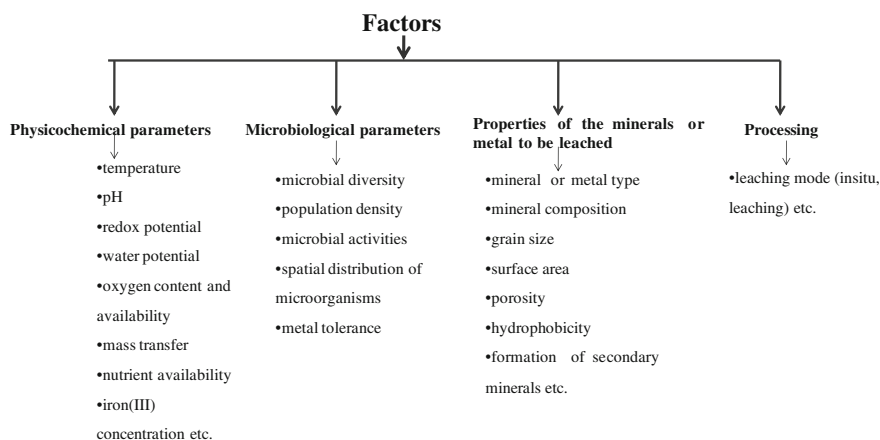 Factors
Physicochemical parameters
•temperature
•pH
•redox potential
•water potential
•oxygen content and
availability
•mass transfer
•nutrient availability
•iron(III)
concentration etc.
Microbiological parameters
•microbial diversity
•population density
•microbial activities
•spatial distribution of
microorganisms
•metal tolerance
Properties of the minerals or
metal to be leached
•mineral or metal type
•mineral composition
•grain size
•surface area
•porosity
•hydrophobicity
•formation of secondary
minerals etc.
Processing
•leaching mode (insitu,
leaching) etc.